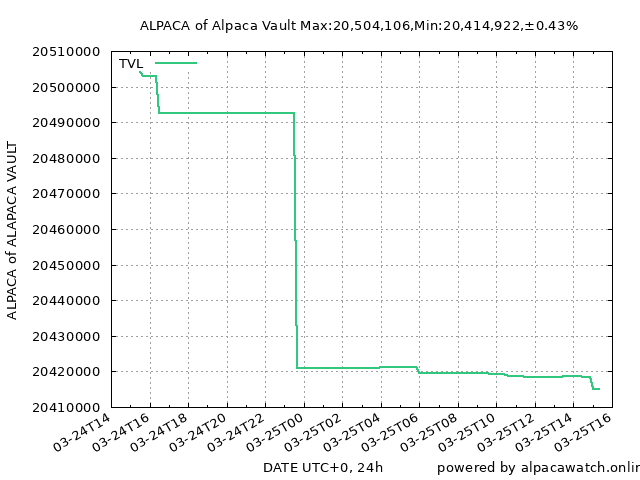 ALPACA of Alpaca Vault Max:20,504,106,Min:20,414,922,±0.43%
TVL
20510000
20500000
20490000
20480000
20470000
20460000
20450000
20440000
20430000
20420000
20410000
ALPACA of ALAPACA VAULT
03-24T14
03-24T16
03-24T18
03-24T20
03-24T22
03-25T00
03-25T02
03-25T04
03-25T06
03-25T08
03-25T10
03-25T12
03-25T14
03-25T16
DATE UTC+0, 24h
powered by alpacawatch.onlin